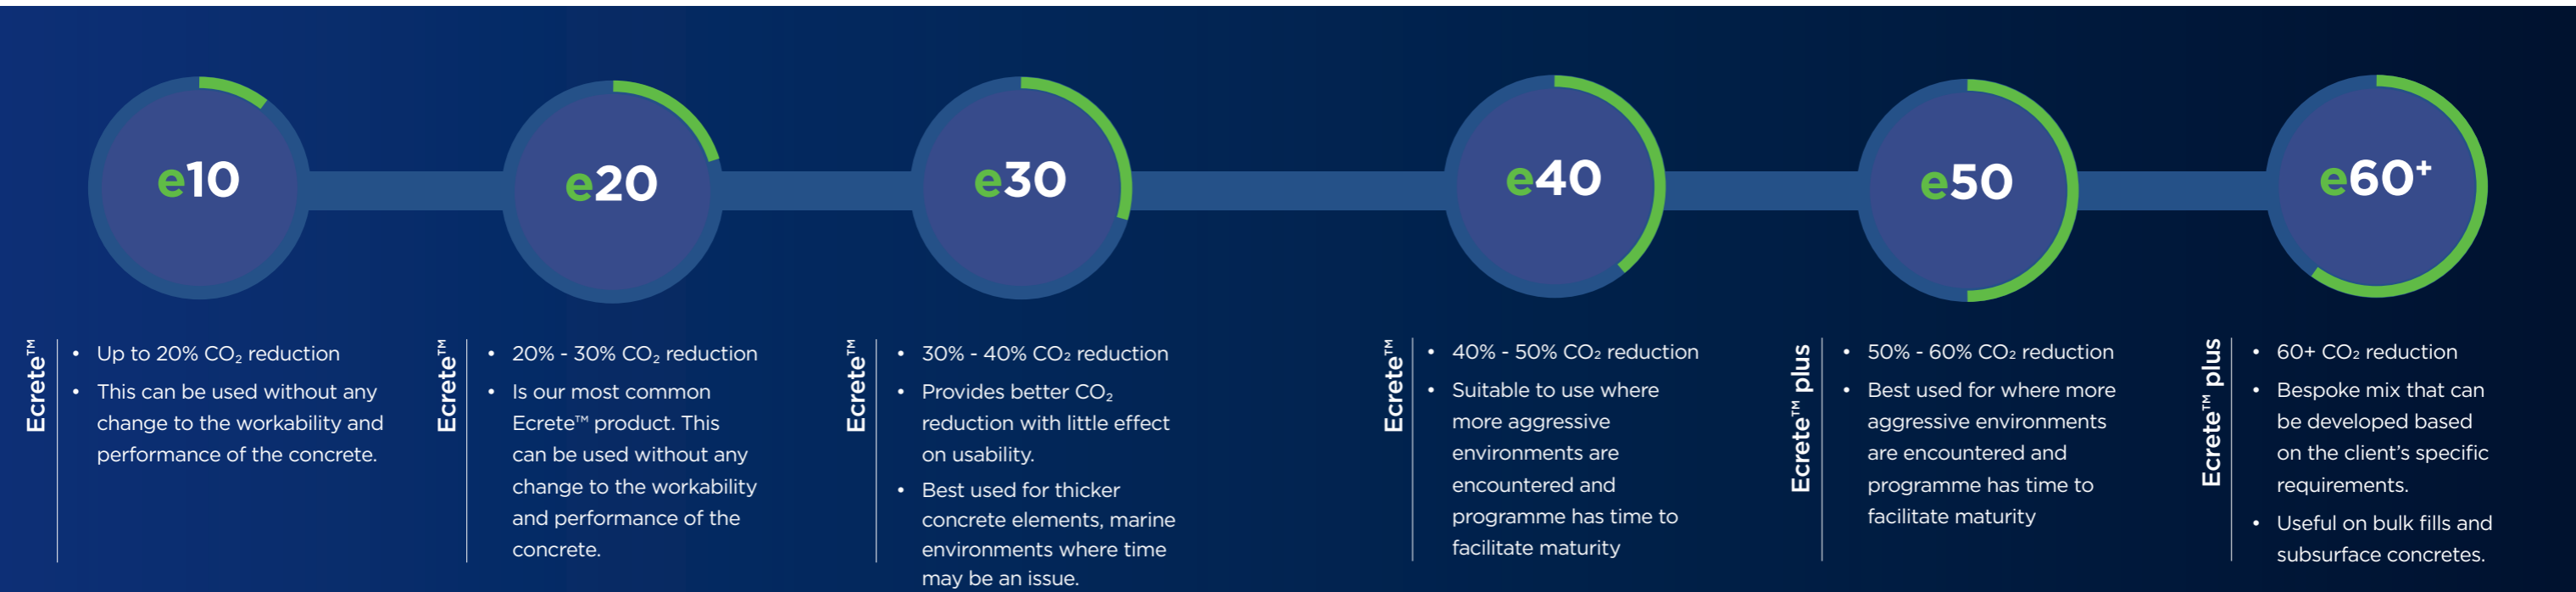 e10
e20
e30
e40
e50
e60+
Ecrete™
• Up to 20% CO₂ reduction
• This can be used without any
change to the workability and
performance of the concrete.
Ecrete™
• 20% - 30% CO₂ reduction
• Is our most common
Ecrete™ product. This
can be used without any
change to the workability
and performance of the
concrete.
Ecrete™
• 30% - 40% CO₂ reduction
• Provides better CO₂
reduction with little effect
on usability.
• Best used for thicker
concrete elements, marine
environments where time
may be an issue.
Ecrete™
• 40% - 50% CO₂ reduction
• Suitable to use where
more aggressive
environments are
encountered and
programme has time to
facilitate maturity
Ecrete™ plus
• 50% - 60% CO₂ reduction
• Best used for where more
aggressive environments
are encountered and
programme has time to
facilitate maturity
Ecrete™ plus
• 60+ CO₂ reduction
• Bespoke mix that can
be developed based
on the client's specific
requirements.
• Useful on bulk fills and
subsurface concretes.